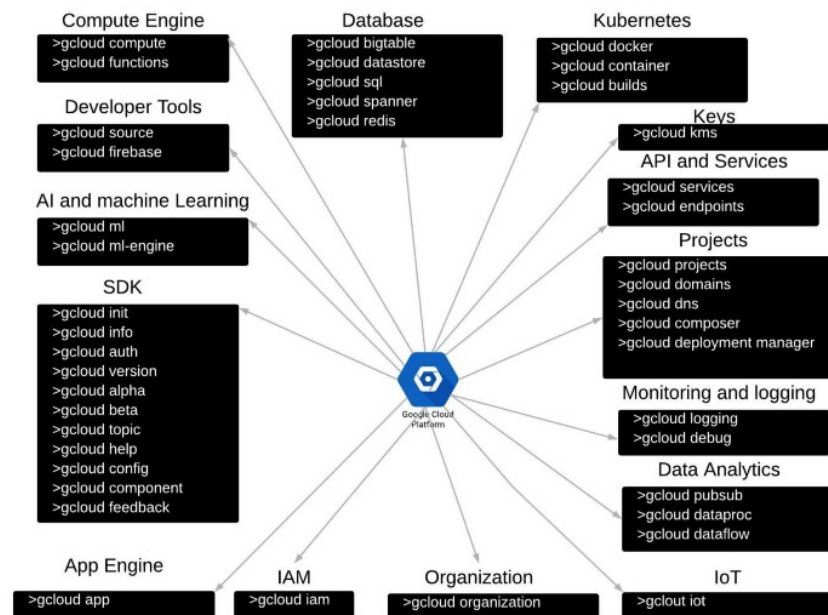 Compute Engine
>gcloud compute
>gcloud functions
Database
>gcloud bigtable
>gcloud datastore
>gcloud sql
>gcloud spanner
>gcloud redis
Kubernetes
>gcloud docker
>gcloud container
>gcloud builds
Developer Tools
>gcloud source
>gcloud firebase
Keys
>gcloud kms
API and Services
>gcloud services
>gcloud endpoints
AI and machine Learning
>gcloud ml
>gcloud ml-engine
Projects
>gcloud projects
>gcloud domains
>gcloud dns
>gcloud composer
>gcloud deployment manager
SDK
>gcloud init
>gcloud info
>gcloud auth
>gcloud version
>gcloud alpha
>gcloud beta
>gcloud topic
>gcloud help
>gcloud config
>gcloud component
>gcloud feedback
Google Cloud
Platform
Monitoring and logging
>gcloud logging
>gcloud debug
Data Analytics
>gcloud pubsub
>gcloud dataproc
>gcloud dataflow
App Engine
>gcloud app
IAM
>gcloud iam
Organization
>gcloud organization
IoT
>gclout iot